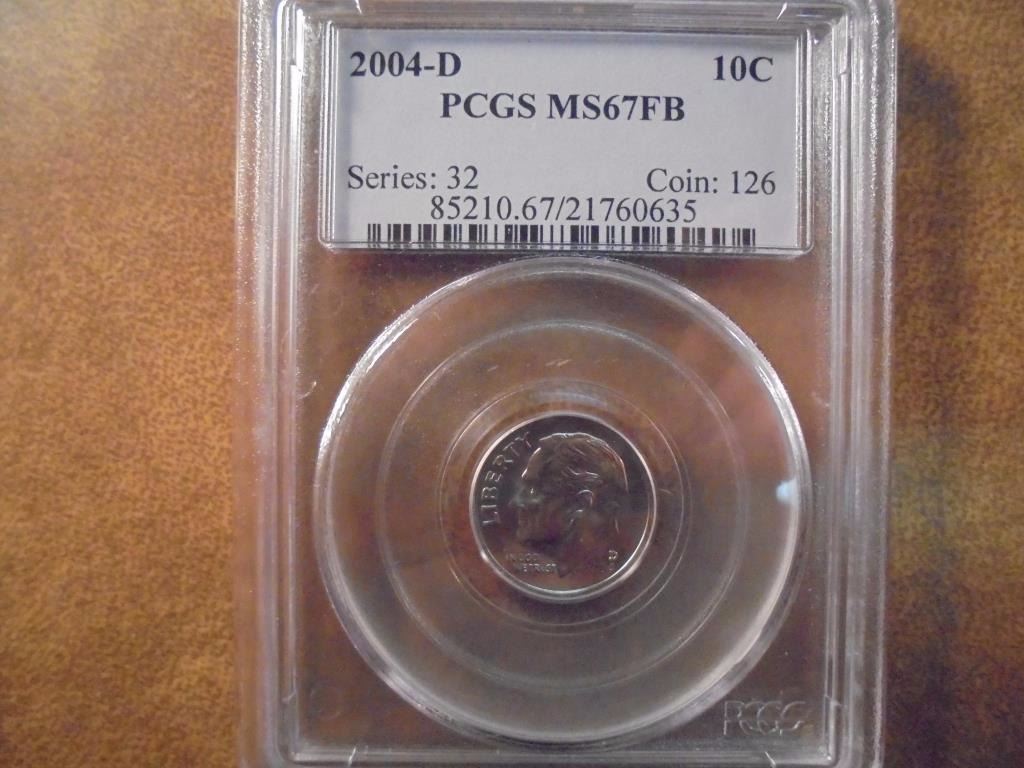 2004-D 10C
PCGS MS67FB
Series: 32 Coin: 126
85210.67/21760635
LIBERTY
IN GOD
WE TRUST
D
PCGS